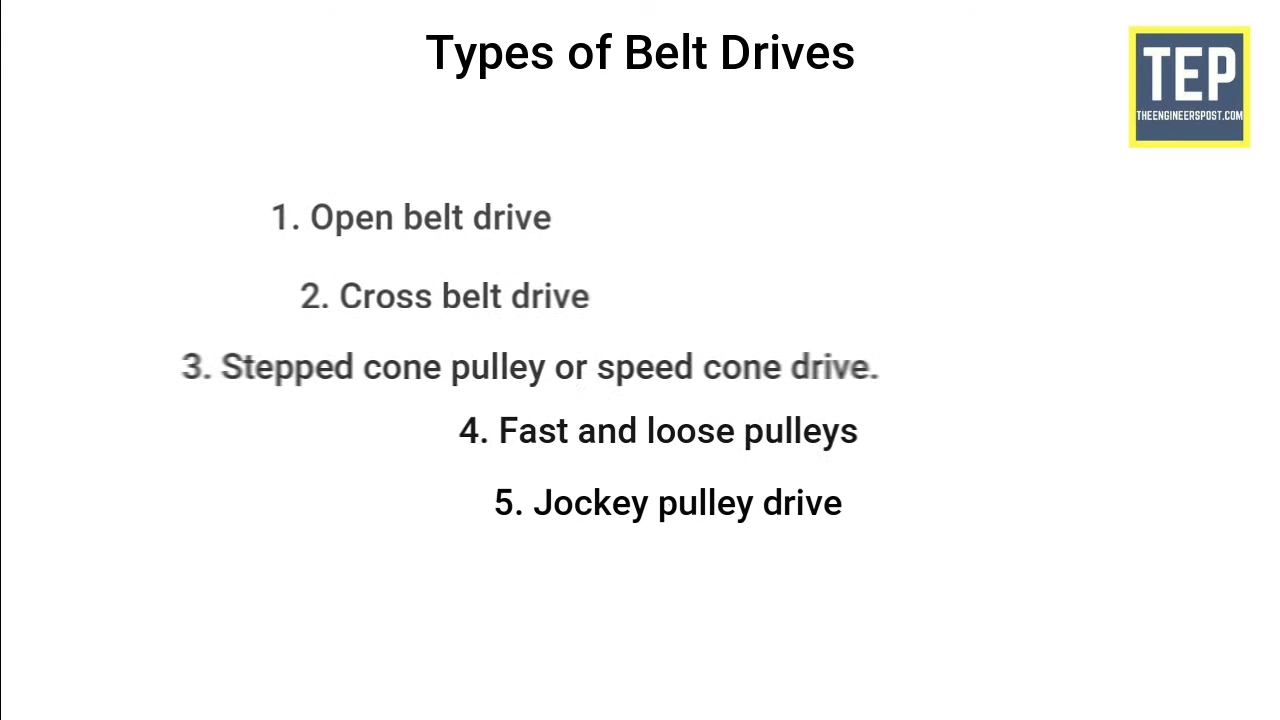 Types of Belt Drives
TEP
THEENGINEERSPOST.COM
1. Open belt drive
2. Cross belt drive
3. Stepped cone pulley or speed cone drive.
4. Fast and loose pulleys
5. Jockey pulley drive